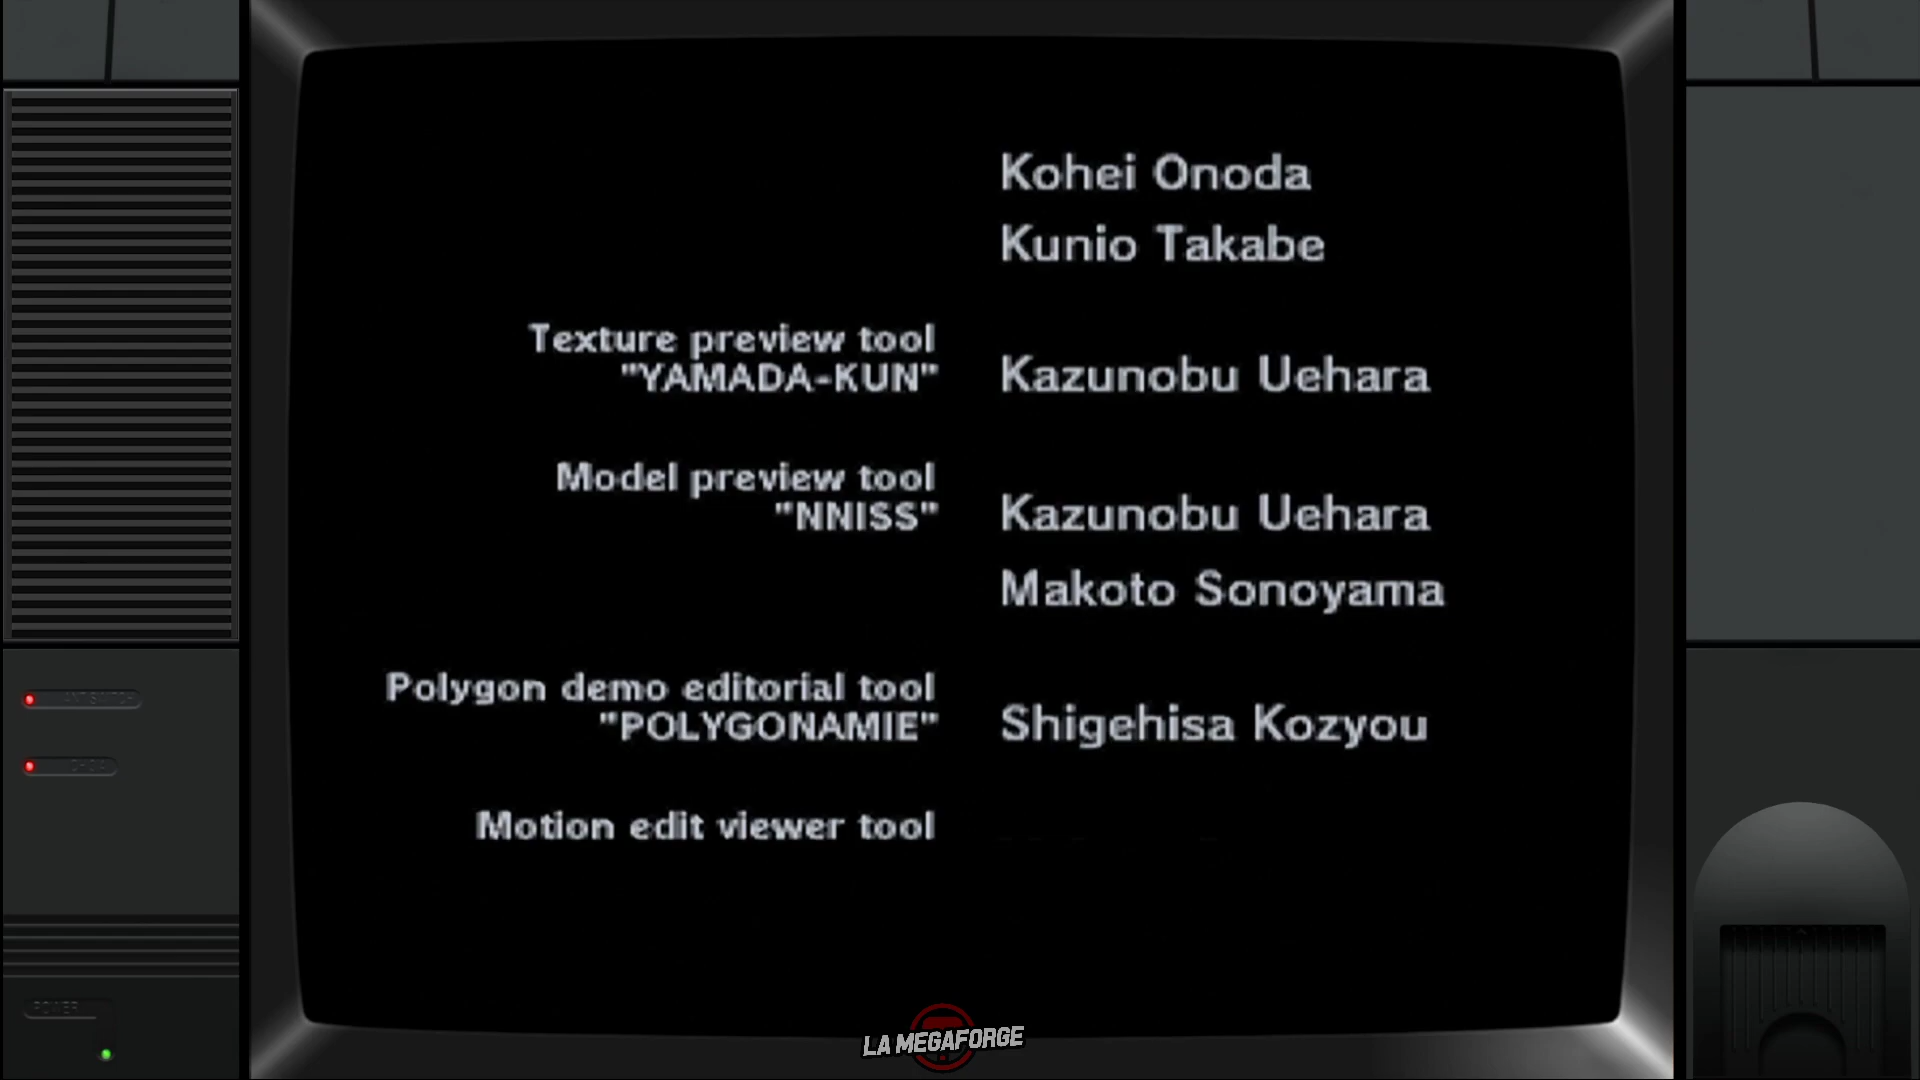 Kohei Onoda
Kunio Takabe
Texture preview tool
"YAMADA-KUN"
Kazunobu Uehara
Model preview tool
"NNISS"
Kazunobu Uehara
Makoto Sonoyama
Polygon demo editorial tool
"POLYGONAMIE"
Shigehisa Kozyou
Motion edit viewer tool
POWER
LA MEGAFORGE